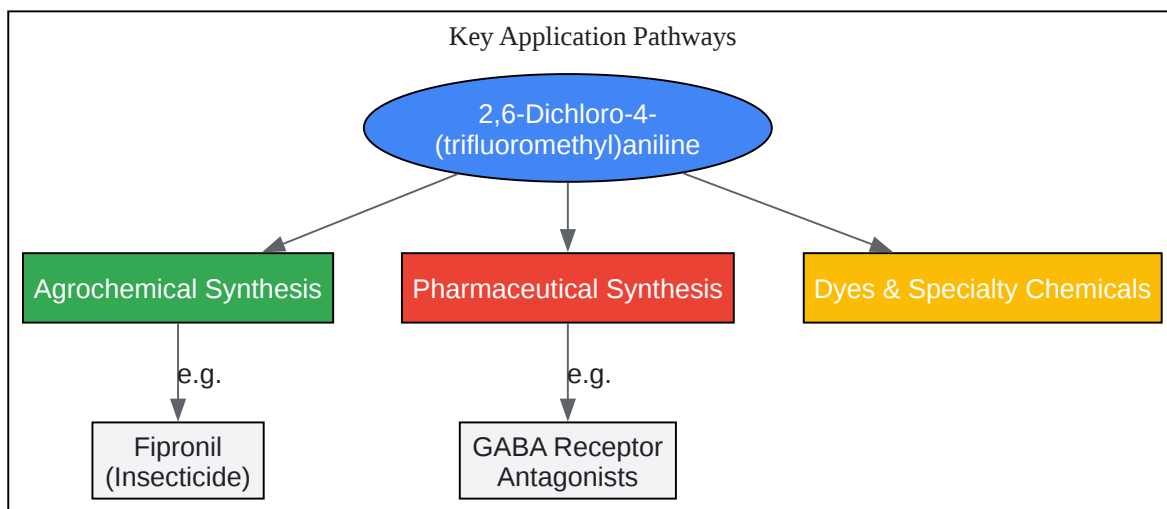 Key Application Pathways
2,6-Dichloro-4-
(trifluoromethyl)aniline
Agrochemical Synthesis
Pharmaceutical Synthesis
Dyes & Specialty Chemicals
e.g.
e.g.
Fipronil
(Insecticide)
GABA Receptor
Antagonists